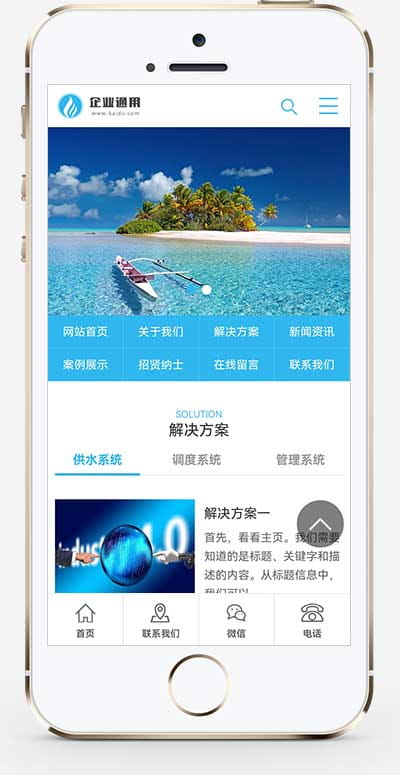 企业通用
www.baidu.com
网站首页 关于我们 解决方案 新闻资讯
案例展示 招贤纳士 在线留言 联系我们
SOLUTION
解决方案
供水系统 调度系统 管理系统
indus 1.0
解决方案一
首先，看看主页。我们需要
知道的是标题、关键字和描
述的内容。从标题信息中，
我们可以
首页 联系我们 微信 电话